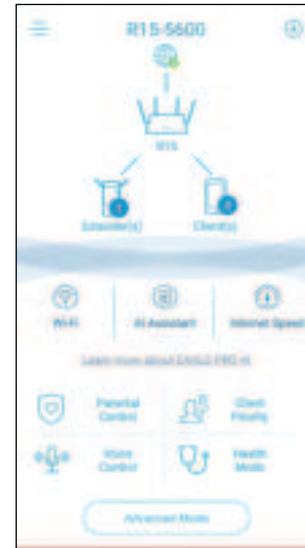 R15-5600
R15
Extender(s) Client(s)
Wi-Fi AI Assistant Internet Speed
Learn more about EAGLE PRO AI
Parental Control
Client Priority
Voice Control
Health Mode
Advanced Mode